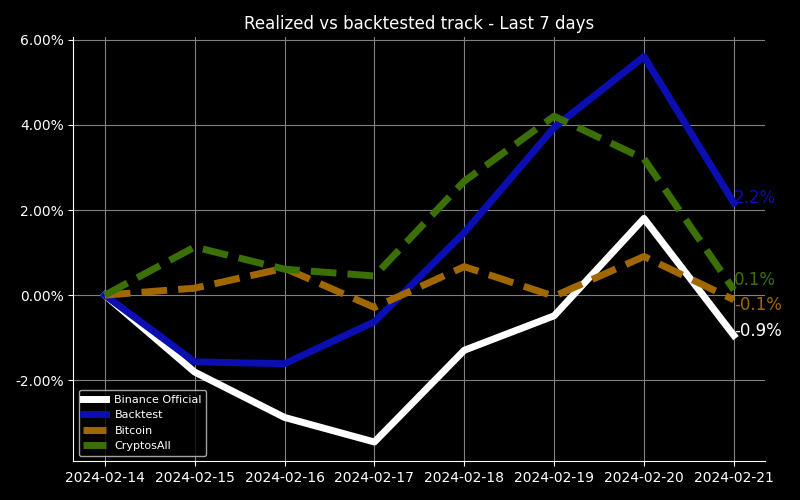 Realized vs backtested track - Last 7 days
6.00%
4.00%
2.00%
0.00%
-2.00%
2.2%
0.1%
-0.1%
-0.9%
Binance Official
Backtest
Bitcoin
CryptosAll
2024-02-14 2024-02-15 2024-02-16 2024-02-17 2024-02-18 2024-02-19 2024-02-20 2024-02-21